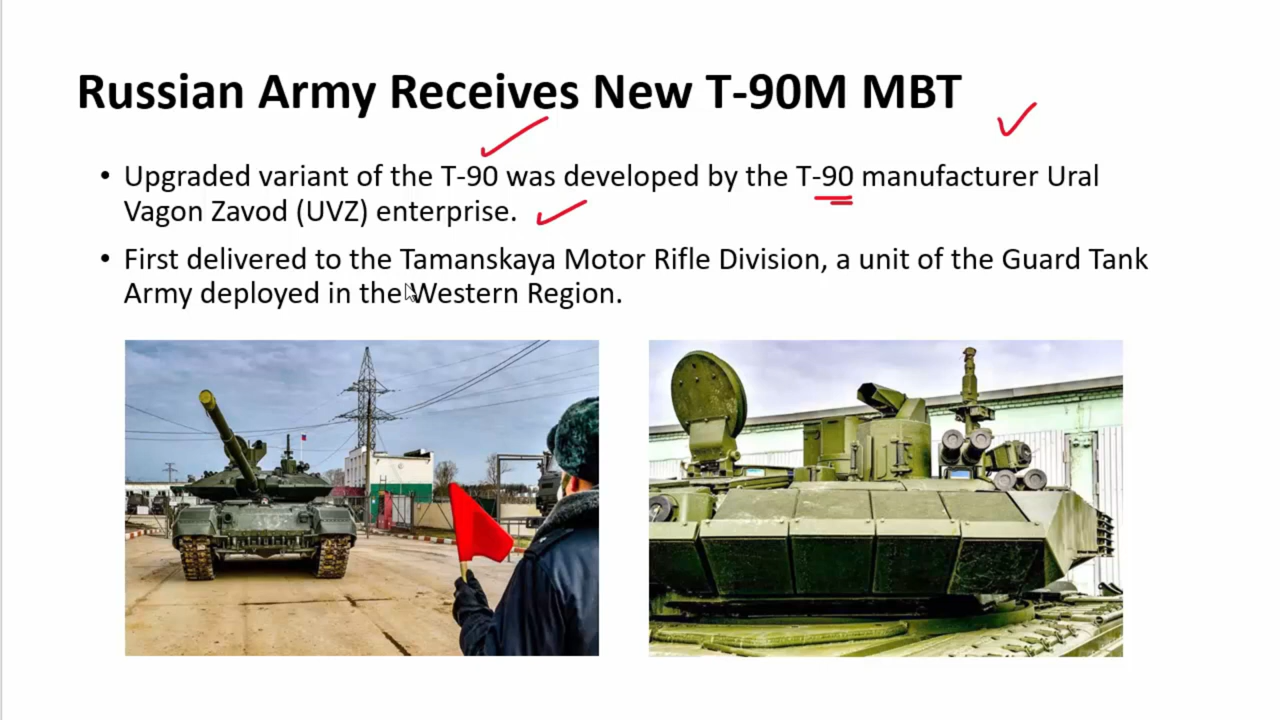 Russian Army Receives New T-90M MBT
• Upgraded variant of the T-90 was developed by the T-90 manufacturer Ural
Vagon Zavod (UVZ) enterprise.
• First delivered to the Tamanskaya Motor Rifle Division, a unit of the Guard Tank
Army deployed in the Western Region.